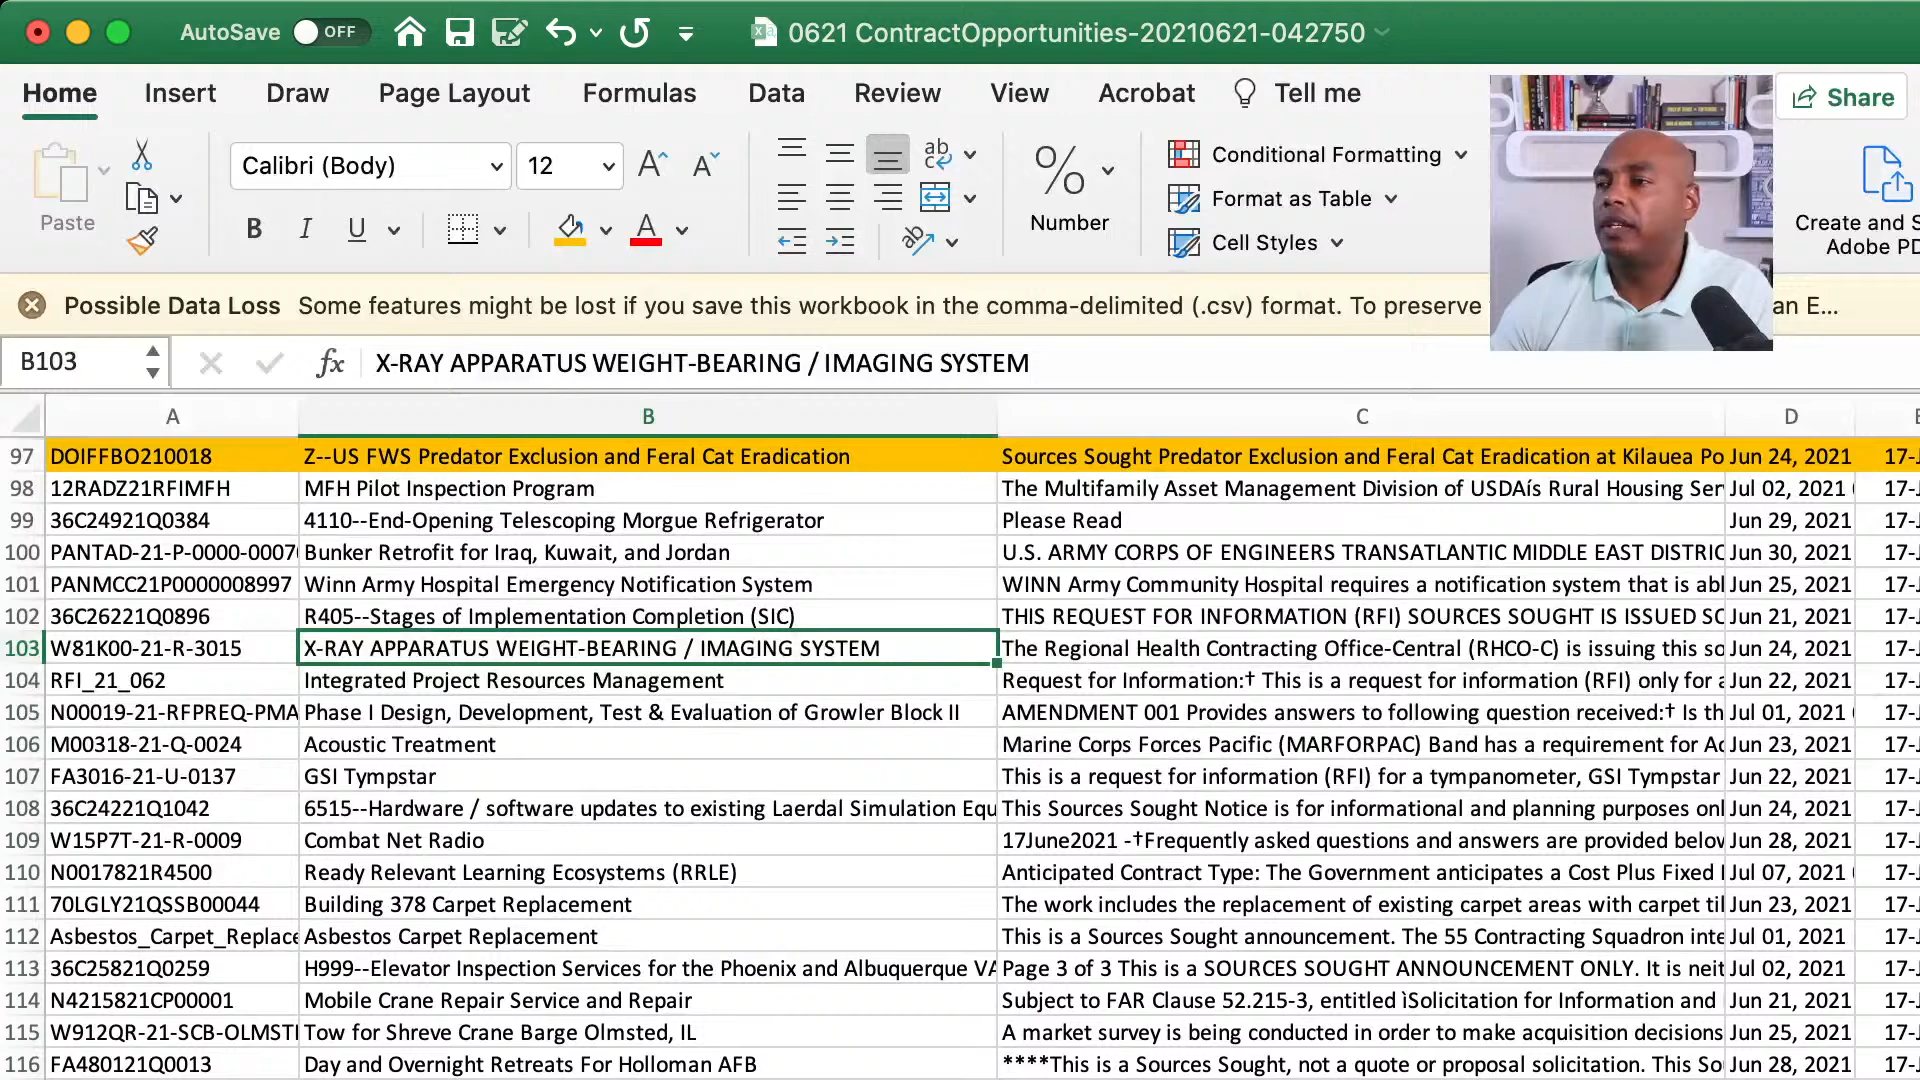 AutoSave OFF 0621 ContractOpportunities-20210621-042750
Home Insert Draw Page Layout Formulas Data Review View Acrobat Tell me Share
Calibri (Body) 12 Conditional Formatting
Format as Table
Paste B I U A Number Cell Styles
Create and S
Adobe PD
Possible Data Loss Some features might be lost if you save this workbook in the comma-delimited (.csv) format. To preserve an E...
B103 fx X-RAY APPARATUS WEIGHT-BEARING / IMAGING SYSTEM
A B C D
97 DOIFFBO210018 Z--US FWS Predator Exclusion and Feral Cat Eradication Sources Sought Predator Exclusion and Feral Cat Eradication at Kilauea Po Jun 24, 2021 17-J
98 12RADZ21RFIMFH MFH Pilot Inspection Program The Multifamily Asset Management Division of USDAís Rural Housing Ser Jul 02, 2021 17-J
99 36C24921Q0384 4110--End-Opening Telescoping Morgue Refrigerator Please Read Jun 29, 2021 17-J
100 PANTAD-21-P-0000-0007 Bunker Retrofit for Iraq, Kuwait, and Jordan U.S. ARMY CORPS OF ENGINEERS TRANSATLANTIC MIDDLE EAST DISTRIC Jun 30, 2021 17-J
101 PANMCC21P0000008997 Winn Army Hospital Emergency Notification System WINN Army Community Hospital requires a notification system that is abl Jun 25, 2021 17-J
102 36C26221Q0896 R405--Stages of Implementation Completion (SIC) THIS REQUEST FOR INFORMATION (RFI) SOURCES SOUGHT IS ISSUED SO Jun 21, 2021 17-J
103 W81K00-21-R-3015 X-RAY APPARATUS WEIGHT-BEARING / IMAGING SYSTEM The Regional Health Contracting Office-Central (RHCO-C) is issuing this so Jun 24, 2021 17-J
104 RFI_21_062 Integrated Project Resources Management Request for Information:† This is a request for information (RFI) only for a Jun 22, 2021 17-J
105 N00019-21-RFPREQ-PMA Phase I Design, Development, Test & Evaluation of Growler Block II AMENDMENT 001 Provides answers to following question received:† Is th Jul 01, 2021 17-J
106 M00318-21-Q-0024 Acoustic Treatment Marine Corps Forces Pacific (MARFORPAC) Band has a requirement for Ac Jun 23, 2021 17-J
107 FA3016-21-U-0137 GSI Tympstar This is a request for information (RFI) for a tympanometer, GSI Tympstar Jun 22, 2021 17-J
108 36C24221Q1042 6515--Hardware / software updates to existing Laerdal Simulation Equ This Sources Sought Notice is for informational and planning purposes onl Jun 24, 2021 17-J
109 W15P7T-21-R-0009 Combat Net Radio 17June2021 -†Frequently asked questions and answers are provided below Jun 28, 2021 17-J
110 N0017821R4500 Ready Relevant Learning Ecosystems (RRLE) Anticipated Contract Type: The Government anticipates a Cost Plus Fixed Jul 07, 2021 17-J
111 70LGLY21QSSB00044 Building 378 Carpet Replacement The work includes the replacement of existing carpet areas with carpet til Jun 23, 2021 17-J
112 Asbestos_Carpet_Replace Asbestos Carpet Replacement This is a Sources Sought announcement. The 55 Contracting Squadron inte Jul 01, 2021 17-J
113 36C25821Q0259 H999--Elevator Inspection Services for the Phoenix and Albuquerque VA Page 3 of 3 This is a SOURCES SOUGHT ANNOUNCEMENT ONLY. It is neit Jul 02, 2021 17-J
114 N4215821CP00001 Mobile Crane Repair Service and Repair Subject to FAR Clause 52.215-3, entitled ìSolicitation for Information and Jun 21, 2021 17-J
115 W912QR-21-SCB-OLMSTI Tow for Shreve Crane Barge Olmsted, IL A market survey is being conducted in order to make acquisition decisions Jun 25, 2021 17-J
116 FA480121Q0013 Day and Overnight Retreats For Holloman AFB ****This is a Sources Sought, not a quote or proposal solicitation. This So Jun 28, 2021 17-J